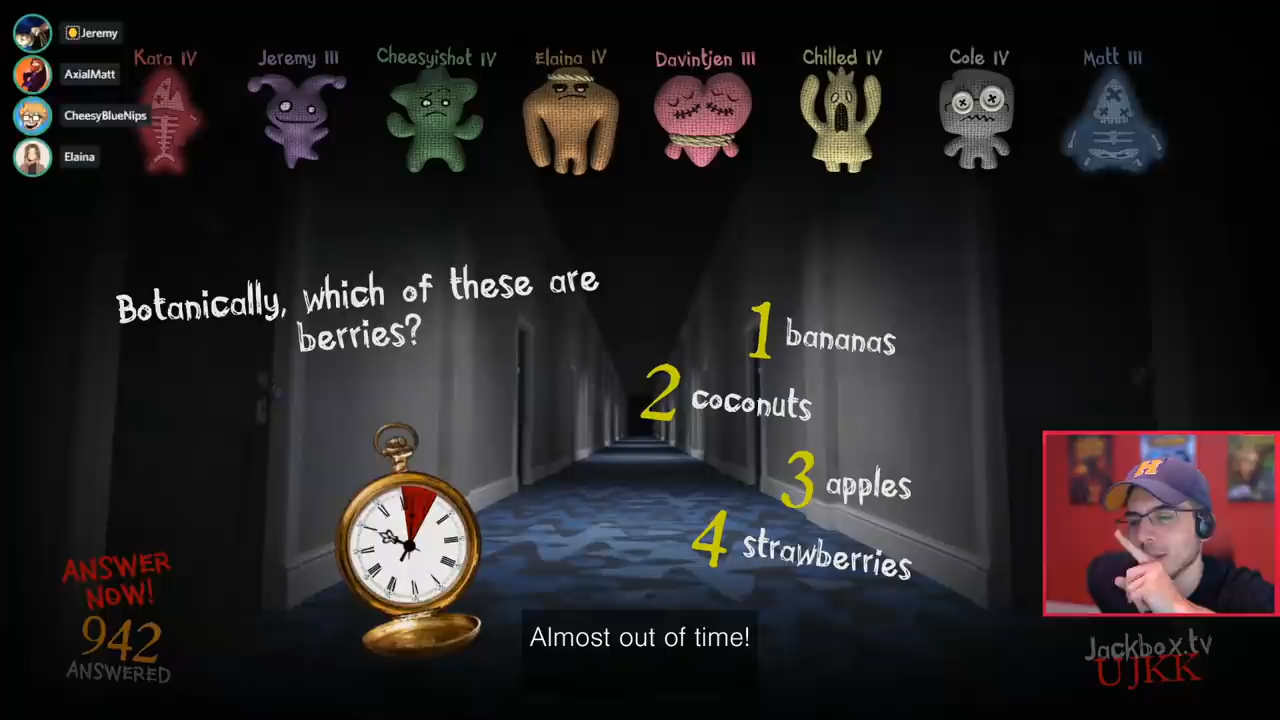 Jeremy
AxialMatt
CheesyBlueNips
Elaina
Kara IV
Jeremy III
Cheesyishot IV
Elaina IV
Davintjen III
Chilled IV
Cole IV
Matt III
Botanically, which of these are
berries?
1 bananas
2 coconuts
3 apples
4 strawberries
ANSWER
NOW!
942
ANSWERED
Almost out of time!
H
Jackbox.tv
UJKK